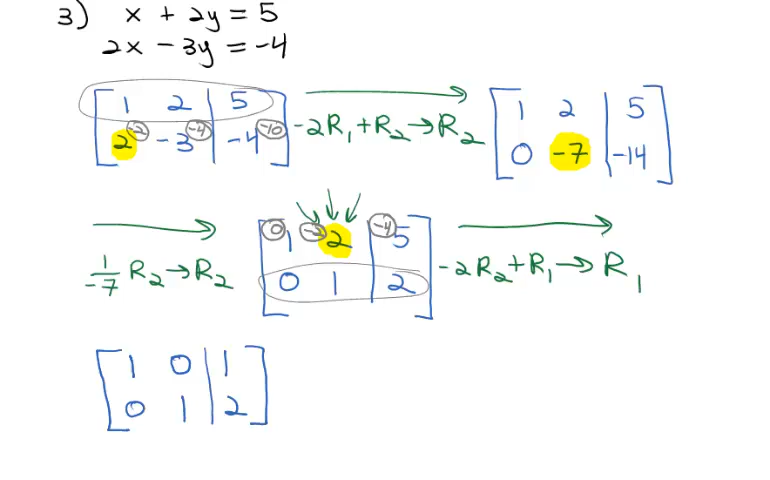 3) x + 2y = 5
2x - 3y = -4
[1 2 | 5] -2R₁ + R₂ → R₂ [1 2 | 5]
[2 -2 -3 -4 | -4 -10] [0 -7 | -14]
[0 1 -2 2 | -4 5] -2R₂ + R₁ → R₁
1/-7 R₂ → R₂ [0 1 | 2]
[1 0 | 1]
[0 1 | 2]